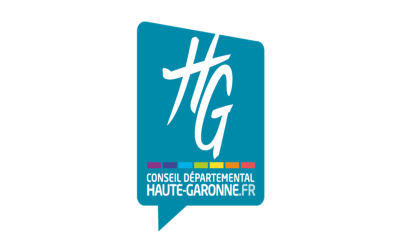 HG
CONSEIL DÉPARTEMENTAL
HAUTE-GARONNE.FR